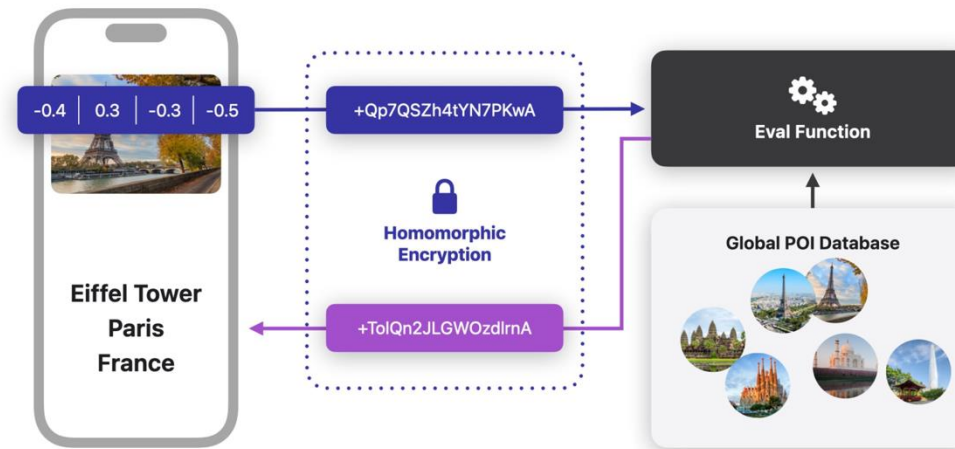 -0.4 0.3 -0.3 -0.5
+Qp7QSZh4tYN7PKwA
Eval Function
Homomorphic
Encryption
Global POI Database
Eiffel Tower
Paris
France
+TolQn2JLGWOzdlrnA